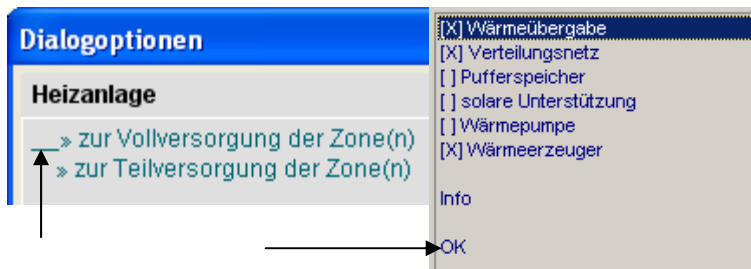 Dialogoptionen
Heizanlage
__» zur Vollversorgung der Zone(n)
» zur Teilversorgung der Zone(n)
[X] Wärmeübergabe
[X] Verteilungsnetz
[ ] Pufferspeicher
[ ] solare Unterstützung
[ ] Wärmepumpe
[X] Wärmeerzeuger
Info
OK